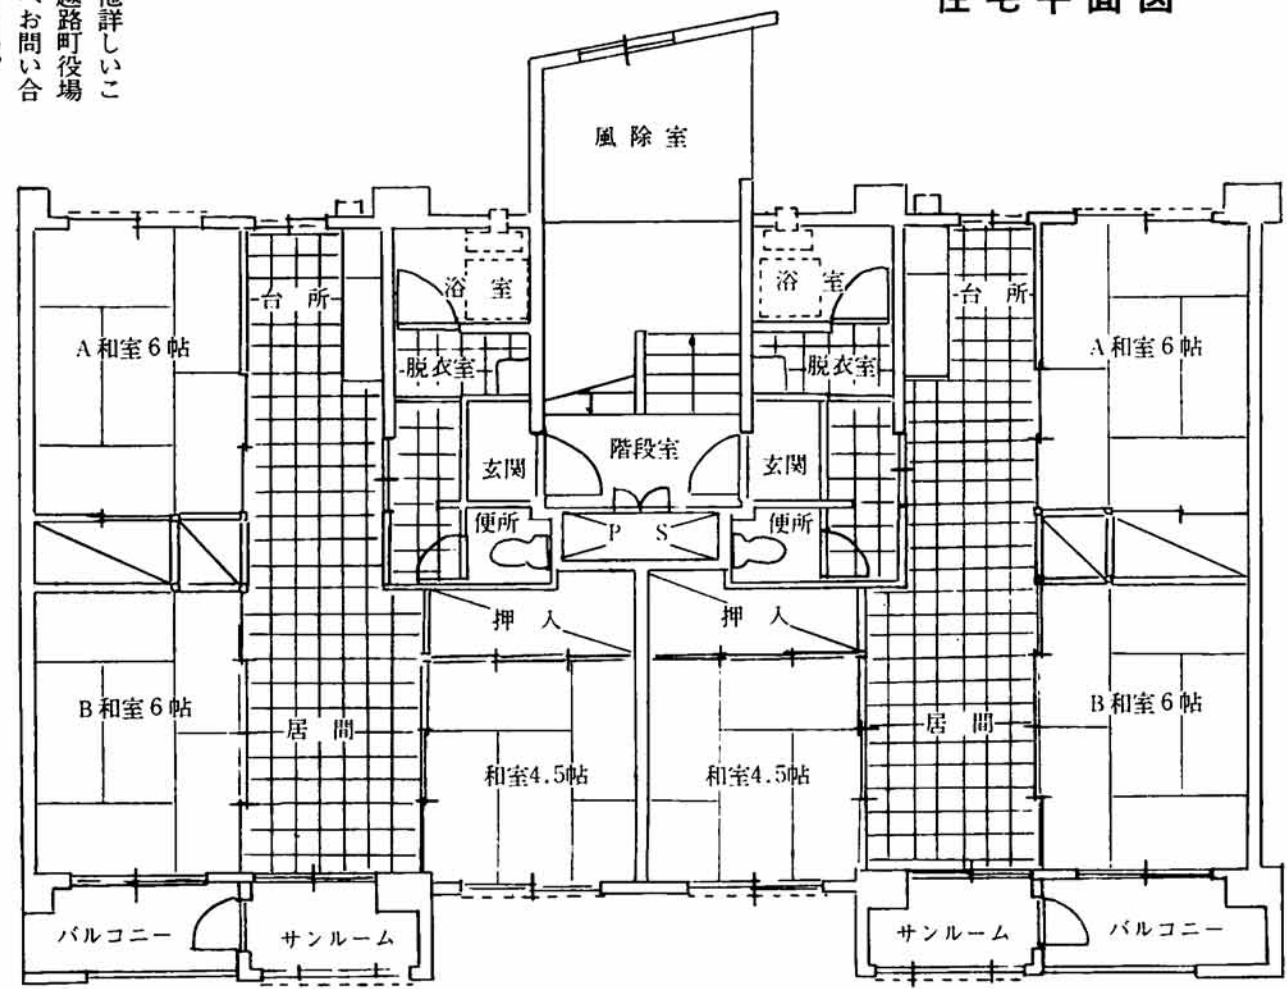 住宅平面図
他詳しいこ
越路町役場
お問い合
風除室
浴室
浴室
台所
台所
A和室6帖
A和室6帖
脱衣室
脱衣室
階段室
玄関
玄関
便所
便所
PS
押入
押入
B和室6帖
B和室6帖
居間
居間
和室4.5帖
和室4.5帖
バルコニー
サンルーム
サンルーム
バルコニー